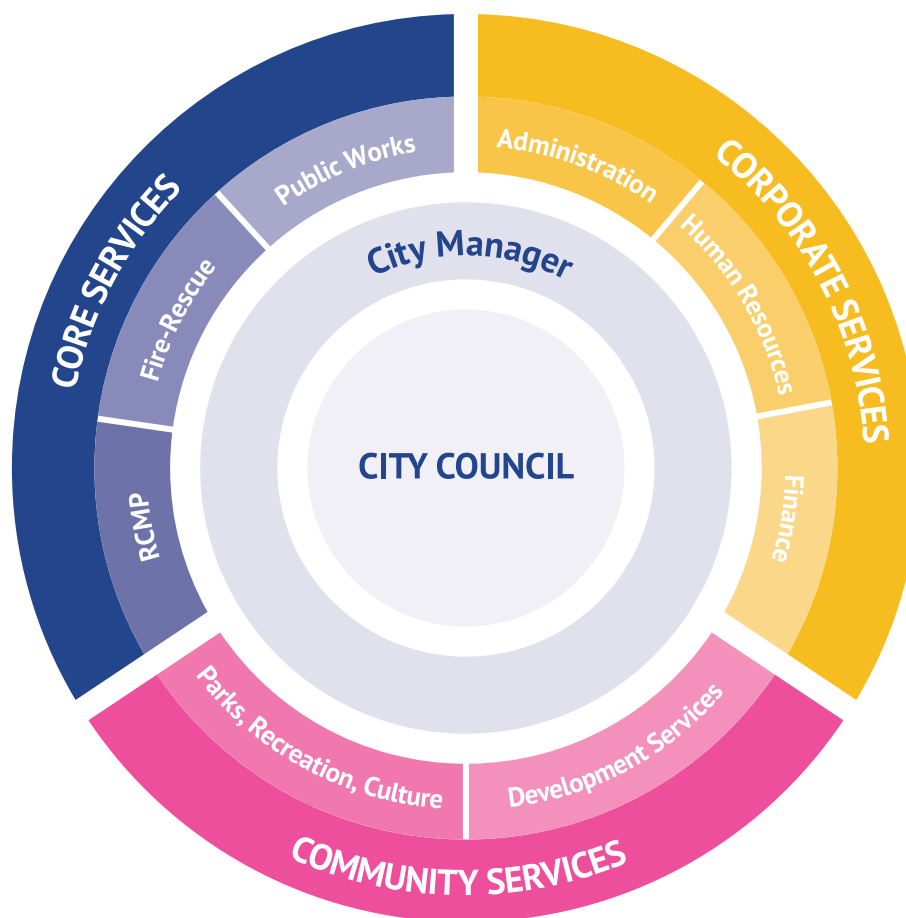 CORE SERVICES
Public Works
Fire-Rescue
RCMP
CORPORATE SERVICES
Administration
Human Resources
Finance
City Manager
CITY COUNCIL
Parks, Recreation, Culture
Development Services
COMMUNITY SERVICES